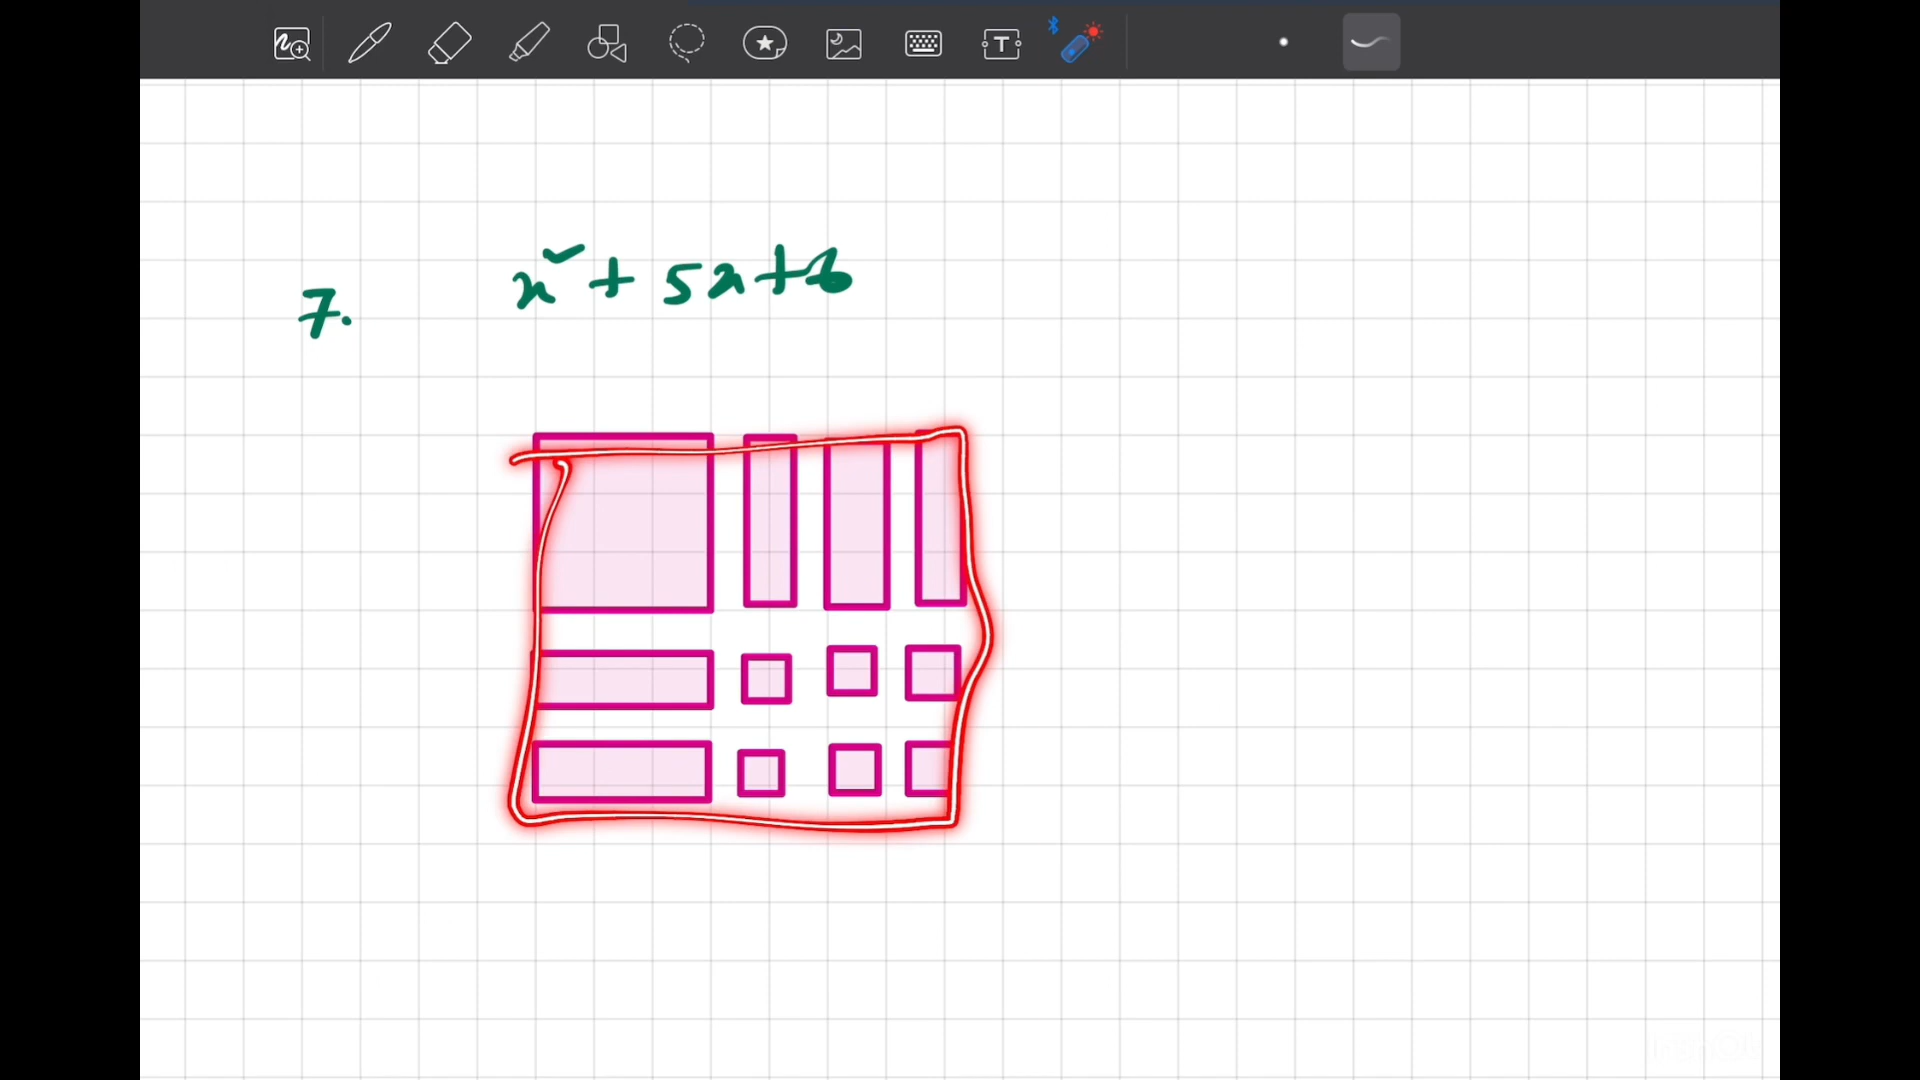 7. x² + 5x + 6